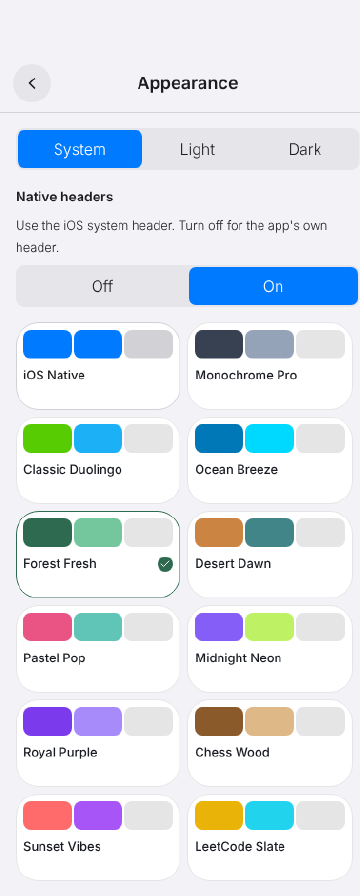 Appearance
System
Light
Dark
Native headers
Use the iOS system header. Turn off for the app's own
header.
Off
On
iOS Native
Monochrome Pro
Classic Duolingo
Ocean Breeze
Forest Fresh
Desert Dawn
Pastel Pop
Midnight Neon
Royal Purple
Chess Wood
Sunset Vibes
LeetCode Slate